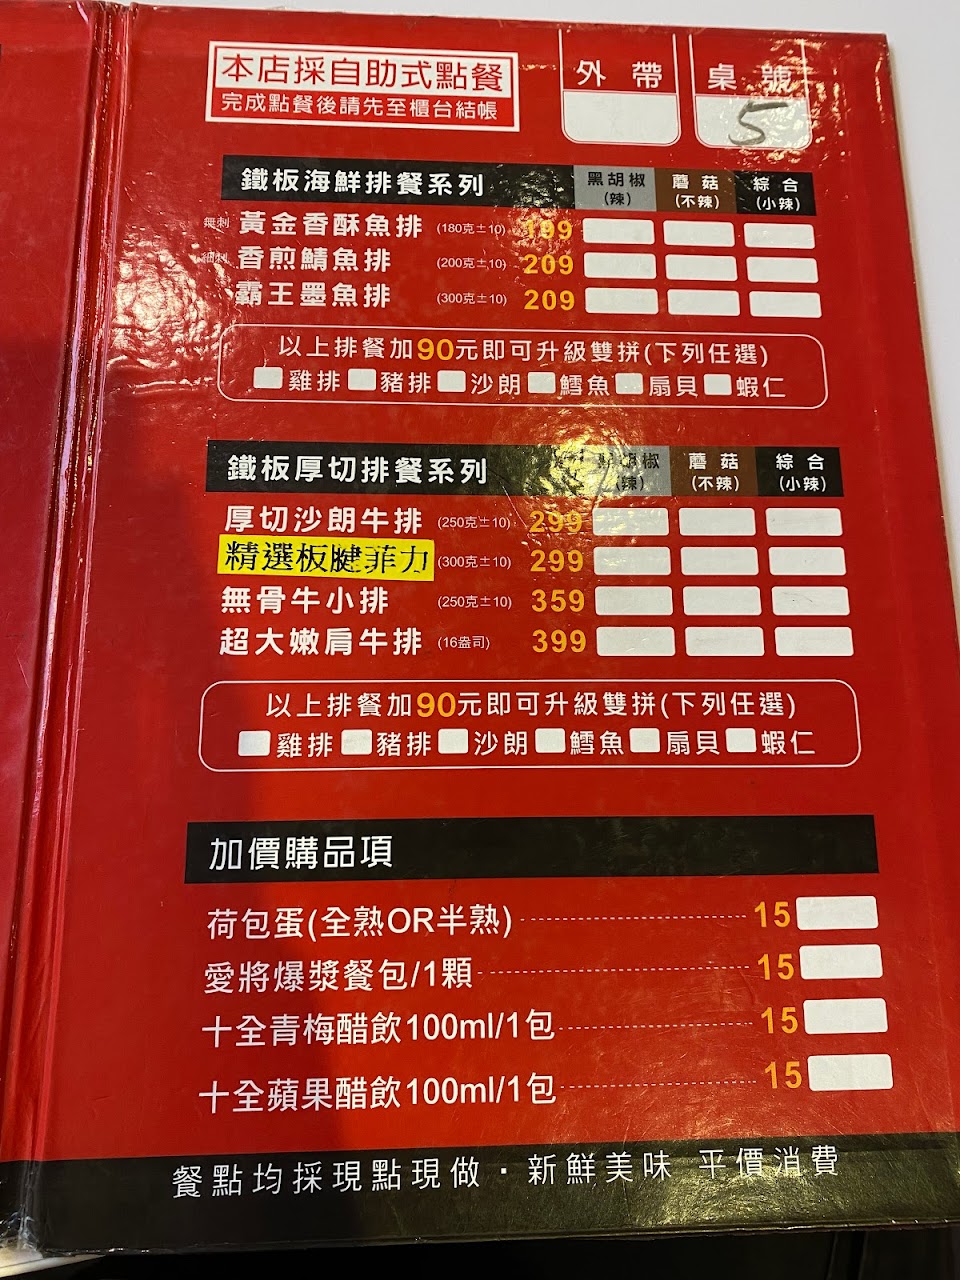 本店採自助式點餐
完成點餐後請先至櫃台結帳
外帶
桌號
5
鐵板海鮮排餐系列 黑胡椒(辣) 蘑菇(不辣) 綜合(小辣)
無刺 黃金香酥魚排 (180克±10) 199
細刺 香煎鯖魚排 (200克±10) 209
霸王墨魚排 (300克±10) 209
以上排餐加90元即可升級雙拼(下列任選)
雞排 豬排 沙朗 鱈魚 扇貝 蝦仁
鐵板厚切排餐系列 黑胡椒(辣) 蘑菇(不辣) 綜合(小辣)
厚切沙朗牛排 (250克±10) 299
精選板腱菲力 (300克±10) 299
無骨牛小排 (250克±10) 359
超大嫩肩牛排 (16盎司) 399
以上排餐加90元即可升級雙拼(下列任選)
雞排 豬排 沙朗 鱈魚 扇貝 蝦仁
加價購品項
荷包蛋(全熟OR半熟) 15
愛將爆漿餐包/1顆 15
十全青梅醋飲100ml/1包 15
十全蘋果醋飲100ml/1包 15
餐點均採現點現做・新鮮美味 平價消費